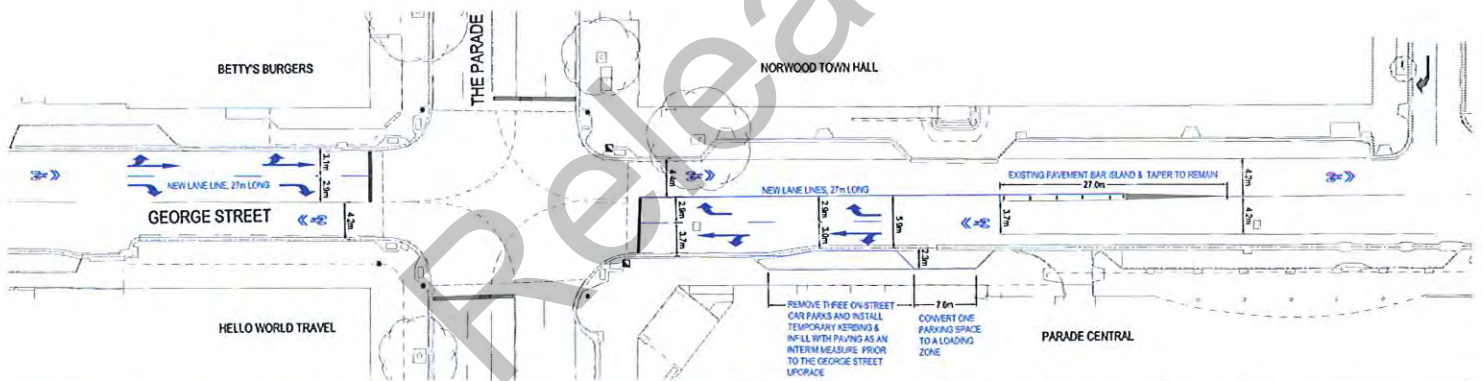 BETTY'S BURGERS
THE PARADE
NORWOOD TOWN HALL
Relea
3.1m
2.9m
NEW LANE LINE, 27m LONG
GEORGE STREET
4.2m
4.4m
NEW LANE LINES, 27m LONG
2.9m
3.7m
2.9m
3.0m
5.9m
EXISTING PAVEMENT BAR ISLAND & TAPER TO REMAIN
27.0m
3.7m
4.2m
4.2m
2.3m
HELLO WORLD TRAVEL
REMOVE THREE ON-STREET
CAR PARKS AND INSTALL
TEMPORARY KERBING &
INFILL WITH PAVING AS AN
INTERIM MEASURE PRIOR
TO THE GEORGE STREET
UPGRADE
7.6m
CONVERT ONE
PARKING SPACE
TO A LOADING
ZONE
PARADE CENTRAL